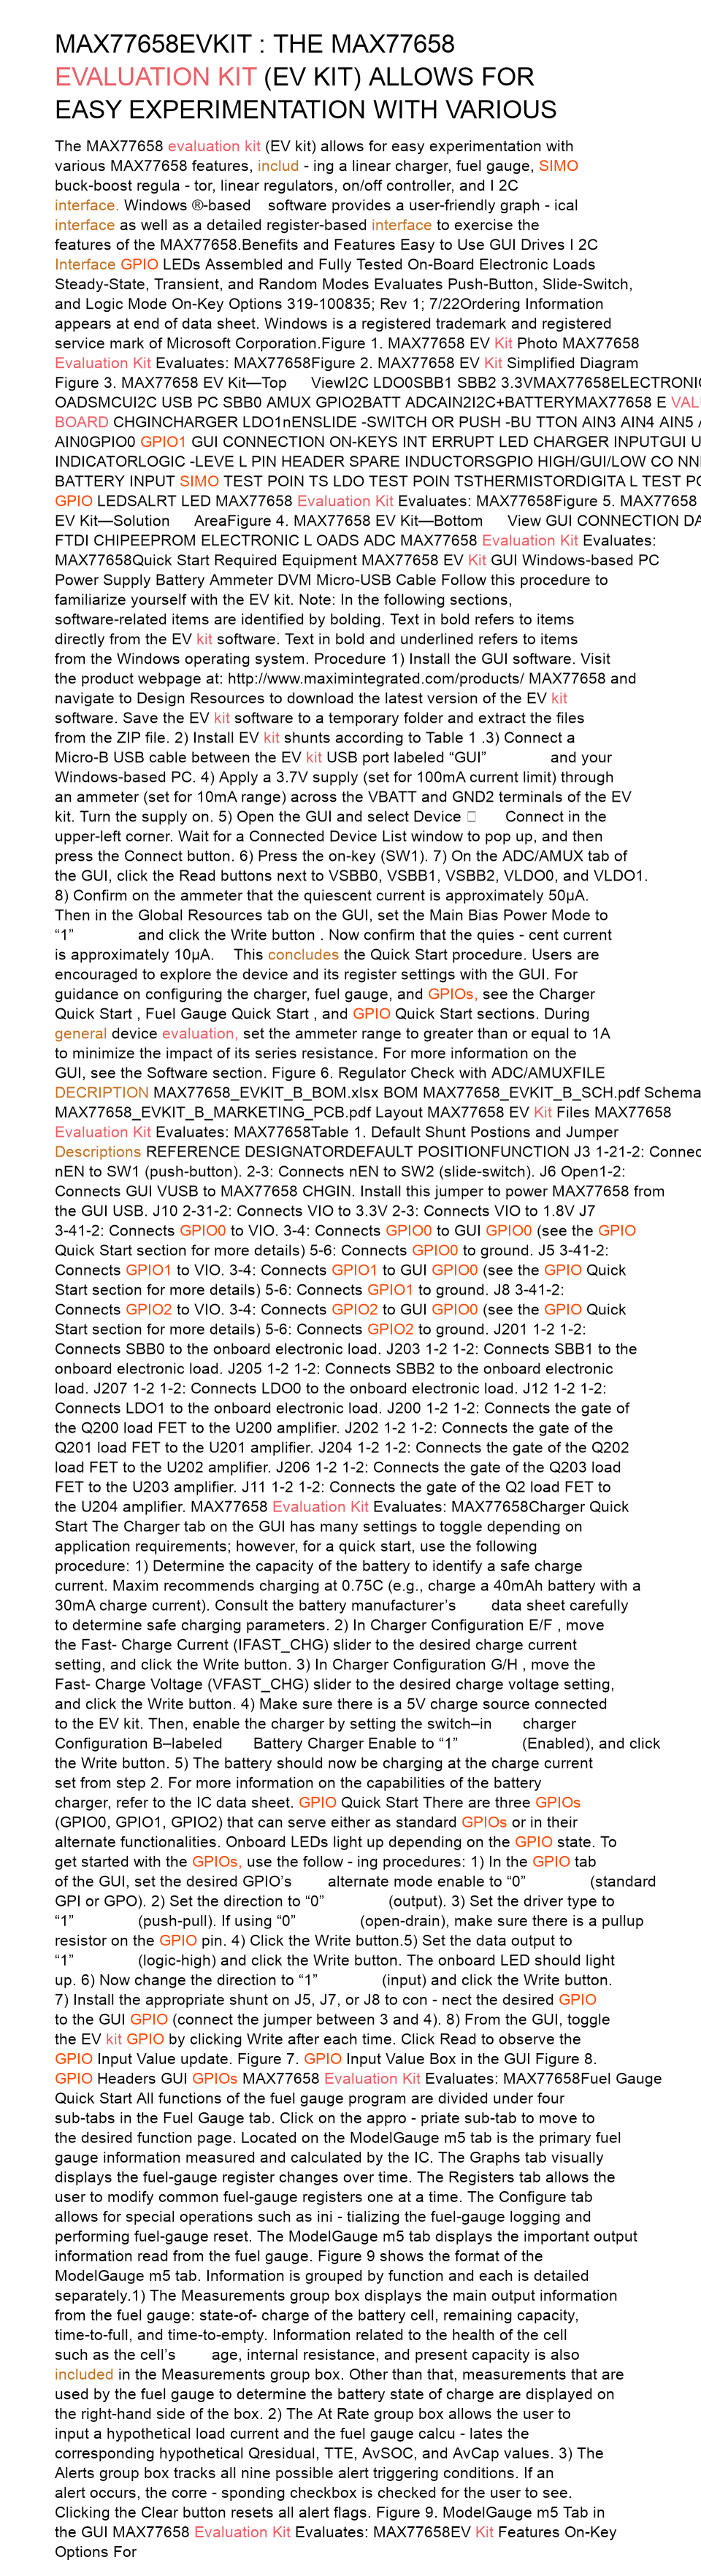 MAX77658EVKIT : THE MAX77658
EVALUATION KIT (EV KIT) ALLOWS FOR
EASY EXPERIMENTATION WITH VARIOUS
The MAX77658 evaluation kit (EV kit) allows for easy experimentation with
various MAX77658 features, includ - ing a linear charger, fuel gauge, SIMO
buck-boost regula - tor, linear regulators, on/off controller, and I 2C
interface. Windows ®-based software provides a user-friendly graph - ical
interface as well as a detailed register-based interface to exercise the
features of the MAX77658.Benefits and Features Easy to Use GUI Drives I 2C
Interface GPIO LEDs Assembled and Fully Tested On-Board Electronic Loads
Steady-State, Transient, and Random Modes Evaluates Push-Button, Slide-Switch,
and Logic Mode On-Key Options 319-100835; Rev 1; 7/22Ordering Information
appears at end of data sheet. Windows is a registered trademark and registered
service mark of Microsoft Corporation.Figure 1. MAX77658 EV Kit Photo MAX77658
Evaluation Kit Evaluates: MAX77658Figure 2. MAX77658 EV Kit Simplified Diagram
Figure 3. MAX77658 EV Kit—Top ViewI2C LDO0SBB1 SBB2 3.3VMAX77658ELECTRONIC
OADSMCUI2C USB PC SBB0 AMUX GPIO2BATT ADCAIN2I2C+BATTERYMAX77658 E VALU
BOARD CHGINCHARGER LDO1nENSLIDE -SWITCH OR PUSH -BU TTON AIN3 AIN4 AIN5 A
AIN0GPIO0 GPIO1 GUI CONNECTION ON-KEYS INT ERRUPT LED CHARGER INPUTGUI U
INDICATORLOGIC -LEVE L PIN HEADER SPARE INDUCTORSGPIO HIGH/GUI/LOW CO NN
BATTERY INPUT SIMO TEST POIN TS LDO TEST POIN TSTHERMISTORDIGITA L TEST PO
GPIO LEDSALRT LED MAX77658 Evaluation Kit Evaluates: MAX77658Figure 5. MAX77658
EV Kit—Solution AreaFigure 4. MAX77658 EV Kit—Bottom View GUI CONNECTION DA
FTDI CHIPEEPROM ELECTRONIC L OADS ADC MAX77658 Evaluation Kit Evaluates:
MAX77658Quick Start Required Equipment MAX77658 EV Kit GUI Windows-based PC
Power Supply Battery Ammeter DVM Micro-USB Cable Follow this procedure to
familiarize yourself with the EV kit. Note: In the following sections,
software-related items are identified by bolding. Text in bold refers to items
directly from the EV kit software. Text in bold and underlined refers to items
from the Windows operating system. Procedure 1) Install the GUI software. Visit
the product webpage at: http://www.maximintegrated.com/products/ MAX77658 and
navigate to Design Resources to download the latest version of the EV kit
software. Save the EV kit software to a temporary folder and extract the files
from the ZIP file. 2) Install EV kit shunts according to Table 1 .3) Connect a
Micro-B USB cable between the EV kit USB port labeled “GUI” and your
Windows-based PC. 4) Apply a 3.7V supply (set for 100mA current limit) through
an ammeter (set for 10mA range) across the VBATT and GND2 terminals of the EV
kit. Turn the supply on. 5) Open the GUI and select Device Connect in the
upper-left corner. Wait for a Connected Device List window to pop up, and then
press the Connect button. 6) Press the on-key (SW1). 7) On the ADC/AMUX tab of
the GUI, click the Read buttons next to VSBB0, VSBB1, VSBB2, VLDO0, and VLDO1.
8) Confirm on the ammeter that the quiescent current is approximately 50µA.
Then in the Global Resources tab on the GUI, set the Main Bias Power Mode to
“1” and click the Write button . Now confirm that the quies - cent current
is approximately 10µA. This concludes the Quick Start procedure. Users are
encouraged to explore the device and its register settings with the GUI. For
guidance on configuring the charger, fuel gauge, and GPIOs, see the Charger
Quick Start , Fuel Gauge Quick Start , and GPIO Quick Start sections. During
general device evaluation, set the ammeter range to greater than or equal to 1A
to minimize the impact of its series resistance. For more information on the
GUI, see the Software section. Figure 6. Regulator Check with ADC/AMUXFILE
DECRIPTION MAX77658_EVKIT_B_BOM.xlsx BOM MAX77658_EVKIT_B_SCH.pdf Schema
MAX77658_EVKIT_B_MARKETING_PCB.pdf Layout MAX77658 EV Kit Files MAX77658
Evaluation Kit Evaluates: MAX77658Table 1. Default Shunt Postions and Jumper
Descriptions REFERENCE DESIGNATORDEFAULT POSITIONFUNCTION J3 1-21-2: Connec
nEN to SW1 (push-button). 2-3: Connects nEN to SW2 (slide-switch). J6 Open1-2:
Connects GUI VUSB to MAX77658 CHGIN. Install this jumper to power MAX77658 from
the GUI USB. J10 2-31-2: Connects VIO to 3.3V 2-3: Connects VIO to 1.8V J7
3-41-2: Connects GPIO0 to VIO. 3-4: Connects GPIO0 to GUI GPIO0 (see the GPIO
Quick Start section for more details) 5-6: Connects GPIO0 to ground. J5 3-41-2:
Connects GPIO1 to VIO. 3-4: Connects GPIO1 to GUI GPIO0 (see the GPIO Quick
Start section for more details) 5-6: Connects GPIO1 to ground. J8 3-41-2:
Connects GPIO2 to VIO. 3-4: Connects GPIO2 to GUI GPIO0 (see the GPIO Quick
Start section for more details) 5-6: Connects GPIO2 to ground. J201 1-2 1-2:
Connects SBB0 to the onboard electronic load. J203 1-2 1-2: Connects SBB1 to the
onboard electronic load. J205 1-2 1-2: Connects SBB2 to the onboard electronic
load. J207 1-2 1-2: Connects LDO0 to the onboard electronic load. J12 1-2 1-2:
Connects LDO1 to the onboard electronic load. J200 1-2 1-2: Connects the gate of
the Q200 load FET to the U200 amplifier. J202 1-2 1-2: Connects the gate of the
Q201 load FET to the U201 amplifier. J204 1-2 1-2: Connects the gate of the Q202
load FET to the U202 amplifier. J206 1-2 1-2: Connects the gate of the Q203 load
FET to the U203 amplifier. J11 1-2 1-2: Connects the gate of the Q2 load FET to
the U204 amplifier. MAX77658 Evaluation Kit Evaluates: MAX77658Charger Quick
Start The Charger tab on the GUI has many settings to toggle depending on
application requirements; however, for a quick start, use the following
procedure: 1) Determine the capacity of the battery to identify a safe charge
current. Maxim recommends charging at 0.75C (e.g., charge a 40mAh battery with a
30mA charge current). Consult the battery manufacturer’s data sheet carefully
to determine safe charging parameters. 2) In Charger Configuration E/F , move
the Fast- Charge Current (IFAST_CHG) slider to the desired charge current
setting, and click the Write button. 3) In Charger Configuration G/H , move the
Fast- Charge Voltage (VFAST_CHG) slider to the desired charge voltage setting,
and click the Write button. 4) Make sure there is a 5V charge source connected
to the EV kit. Then, enable the charger by setting the switch–in charger
Configuration B–labeled Battery Charger Enable to “1” (Enabled), and click
the Write button. 5) The battery should now be charging at the charge current
set from step 2. For more information on the capabilities of the battery
charger, refer to the IC data sheet. GPIO Quick Start There are three GPIOs
(GPIO0, GPIO1, GPIO2) that can serve either as standard GPIOs or in their
alternate functionalities. Onboard LEDs light up depending on the GPIO state. To
get started with the GPIOs, use the follow - ing procedures: 1) In the GPIO tab
of the GUI, set the desired GPIO’s alternate mode enable to “0” (standard
GPI or GPO). 2) Set the direction to “0” (output). 3) Set the driver type to
“1” (push-pull). If using “0” (open-drain), make sure there is a pullup
resistor on the GPIO pin. 4) Click the Write button.5) Set the data output to
“1” (logic-high) and click the Write button. The onboard LED should light
up. 6) Now change the direction to “1” (input) and click the Write button.
7) Install the appropriate shunt on J5, J7, or J8 to con - nect the desired GPIO
to the GUI GPIO (connect the jumper between 3 and 4). 8) From the GUI, toggle
the EV kit GPIO by clicking Write after each time. Click Read to observe the
GPIO Input Value update. Figure 7. GPIO Input Value Box in the GUI Figure 8.
GPIO Headers GUI GPIOs MAX77658 Evaluation Kit Evaluates: MAX77658Fuel Gauge
Quick Start All functions of the fuel gauge program are divided under four
sub-tabs in the Fuel Gauge tab. Click on the appro - priate sub-tab to move to
the desired function page. Located on the ModelGauge m5 tab is the primary fuel
gauge information measured and calculated by the IC. The Graphs tab visually
displays the fuel-gauge register changes over time. The Registers tab allows the
user to modify common fuel-gauge registers one at a time. The Configure tab
allows for special operations such as ini - tializing the fuel-gauge logging and
performing fuel-gauge reset. The ModelGauge m5 tab displays the important output
information read from the fuel gauge. Figure 9 shows the format of the
ModelGauge m5 tab. Information is grouped by function and each is detailed
separately.1) The Measurements group box displays the main output information
from the fuel gauge: state-of- charge of the battery cell, remaining capacity,
time-to-full, and time-to-empty. Information related to the health of the cell
such as the cell’s age, internal resistance, and present capacity is also
included in the Measurements group box. Other than that, measurements that are
used by the fuel gauge to determine the battery state of charge are displayed on
the right-hand side of the box. 2) The At Rate group box allows the user to
input a hypothetical load current and the fuel gauge calcu - lates the
corresponding hypothetical Qresidual, TTE, AvSOC, and AvCap values. 3) The
Alerts group box tracks all nine possible alert triggering conditions. If an
alert occurs, the corre - sponding checkbox is checked for the user to see.
Clicking the Clear button resets all alert flags. Figure 9. ModelGauge m5 Tab in
the GUI MAX77658 Evaluation Kit Evaluates: MAX77658EV Kit Features On-Key
Options For